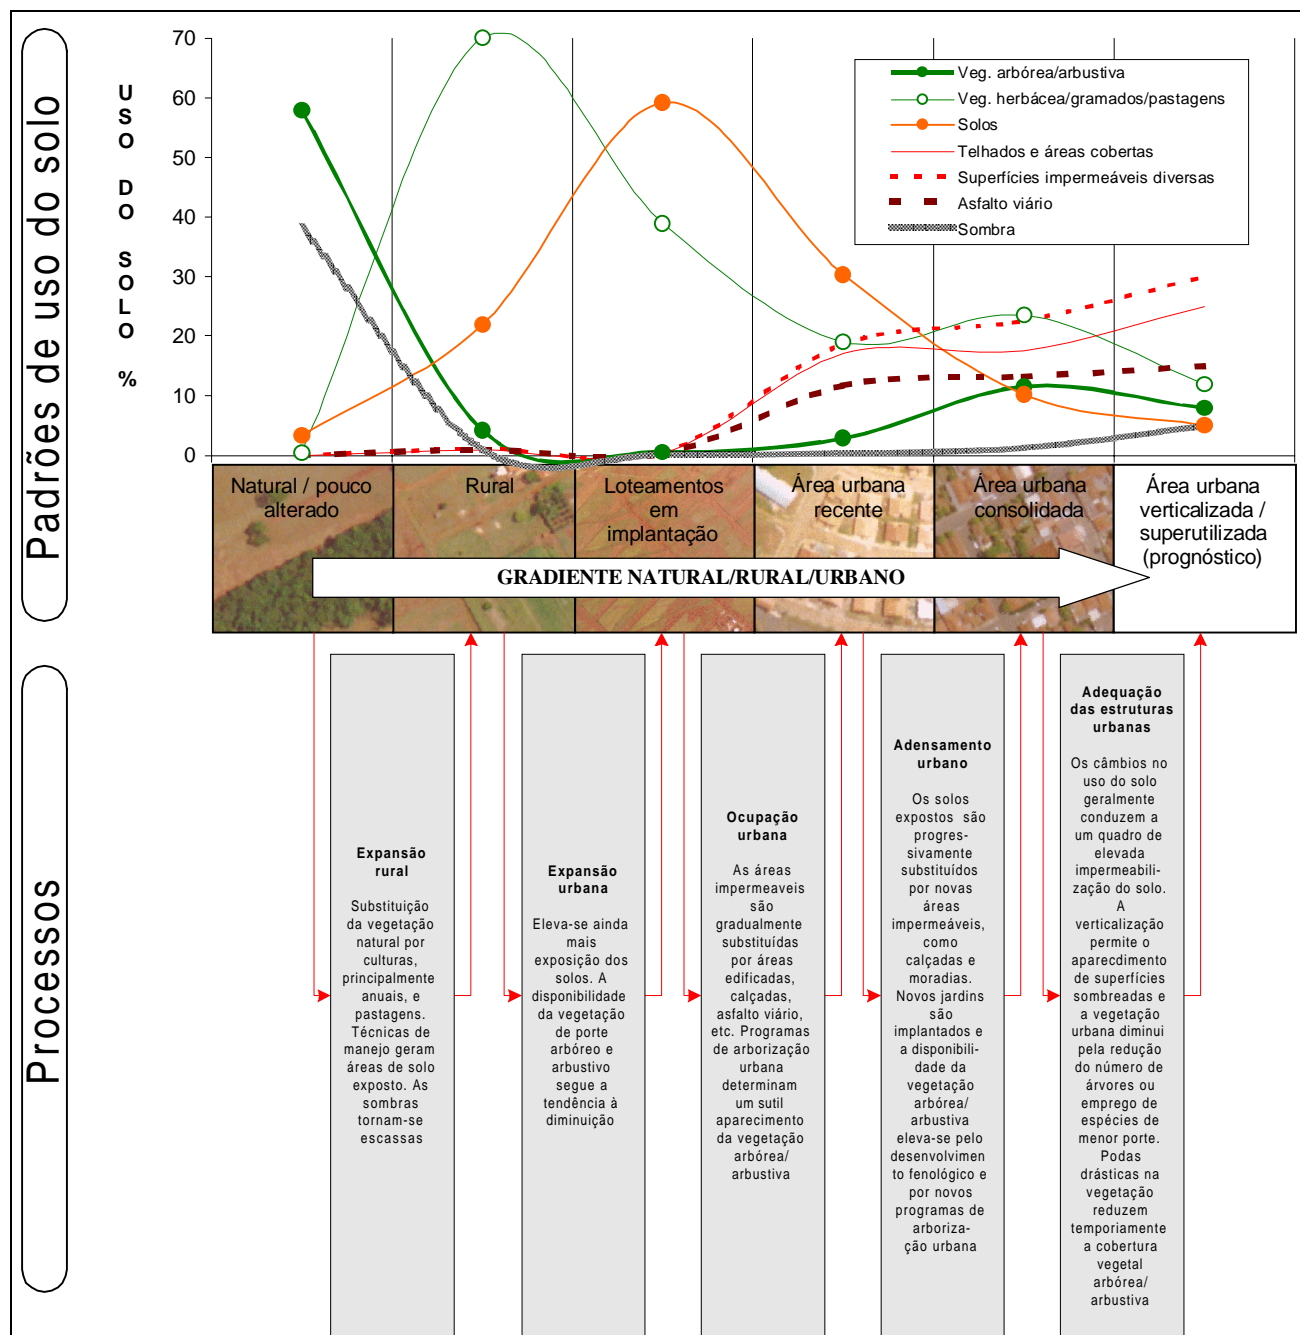 Padrões de uso do solo
USO DO SOLO %
70
60
50
40
30
20
10
0
Veg. arbórea/arbustiva
Veg. herbácea/gramados/pastagens
Solos
Telhados e áreas cobertas
Superfícies impermeáveis diversas
Asfalto viário
Sombra
Natural / pouco
alterado
Rural
Loteamentos
em
implantação
Área urbana
recente
Área urbana
consolidada
Área urbana
verticalizada /
superutilizada
(prognóstico)
GRADIENTE NATURAL/RURAL/URBANO
Processos
Expansão
rural
Substituição
da vegetação
natural por
culturas,
principalmente
anuais, e
pastagens.
Técnicas de
manejo geram
áreas de solo
exposto. As
sombras
tornam-se
escassas
Expansão
urbana
Eleva-se ainda
mais
exposição dos
solos. A
disponibilidade
da vegetação
de porte
arbóreo e
arbustivo
segue a
tendência à
diminuição
Ocupação
urbana
As áreas
impermeaveis
são
gradualmente
substituídas
por áreas
edificadas,
calçadas,
asfalto viário,
etc. Programas
de arborização
urbana
determinam
um sutil
aparecimento
da vegetação
arbórea/
arbustiva
Adensamento
urbano
Os solos
expostos são
progres-
sivamente
substituídos
por novas
áreas
impermeáveis,
como
calçadas e
moradias.
Novos jardins
são
implantados e
a disponibili-
dade da
vegetação
arbórea/
arbustiva
eleva-se pelo
desenvolvimen
to fenológico e
por novos
programas de
arboriza-
ção urbana
Adequação
das estruturas
urbanas
Os câmbios no
uso do solo
geralmente
conduzem a
um quadro de
elevada
impermeabili-
zação do solo.
A
verticalização
permite o
aparecdimento
de superfícies
sombreadas e
a vegetação
urbana diminui
pela redução
do número de
árvores ou
emprego de
espécies de
menor porte.
Podas
drásticas na
vegetação
reduzem
temporiamente
a cobertura
vegetal
arbórea/
arbustiva